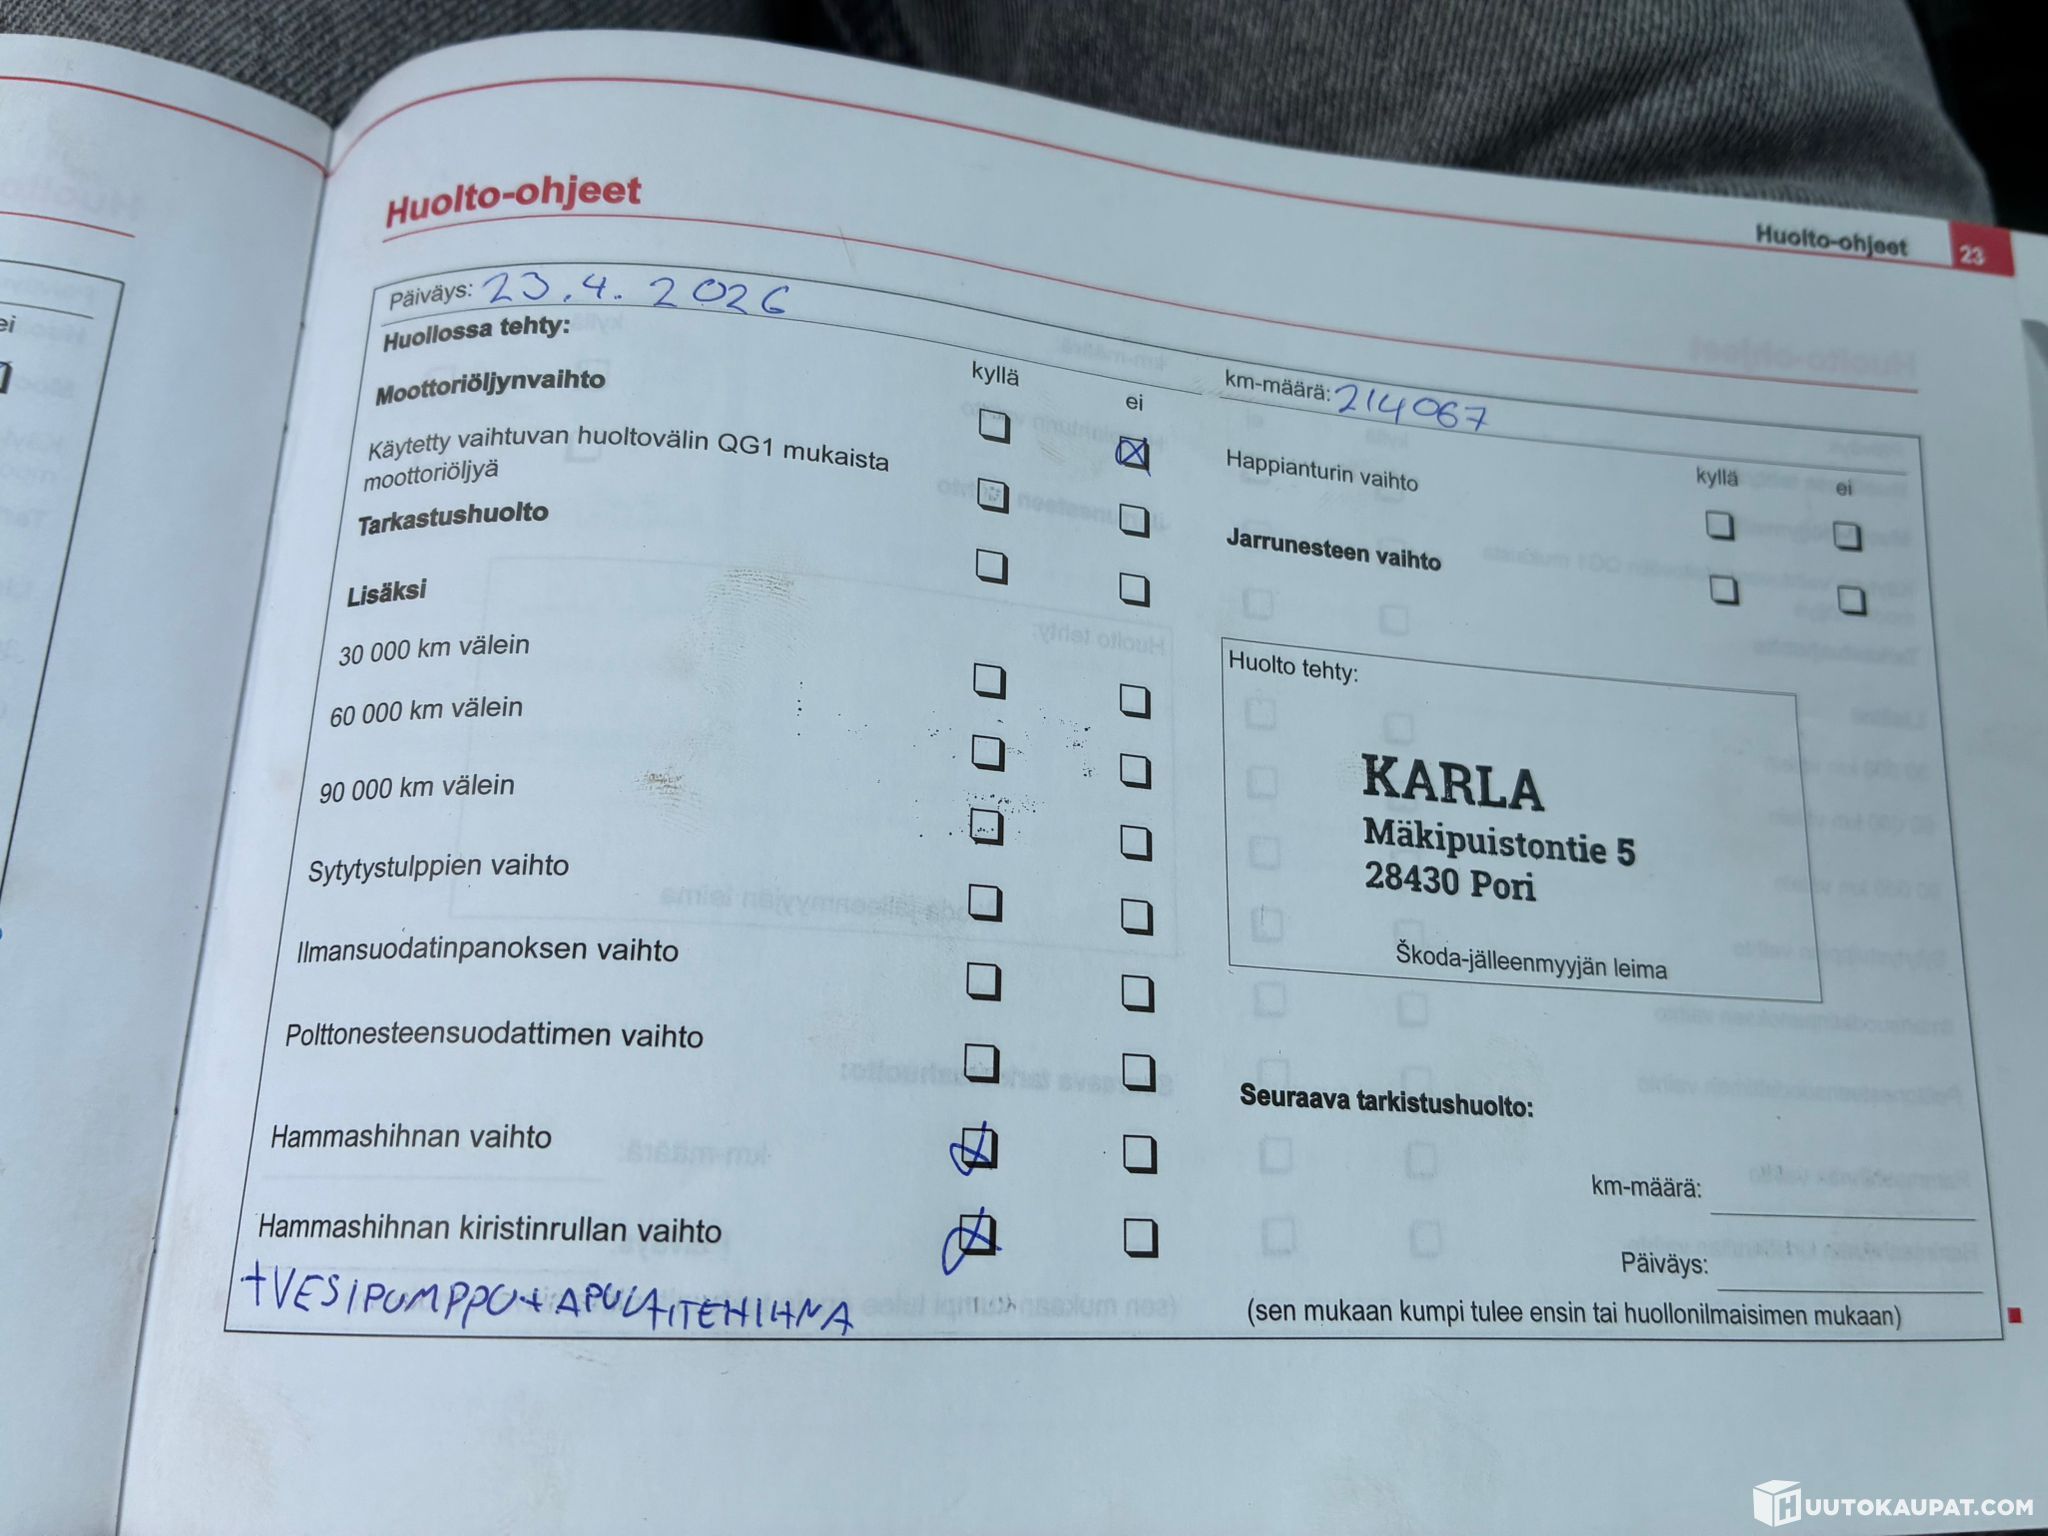 Huolto-ohjeet
Huolto-ohjeet 23
Päiväys: 23.4.2026
km-määrä: 214067
Huollossa tehty:
kyllä ei
Moottoriöljynvaihto
Käytetty vaihtuvan huoltovälin QG1 mukaista
moottoriöljyä
Tarkastushuolto
Lisäksi
30 000 km välein
60 000 km välein
90 000 km välein
Sytytystulppien vaihto
Ilmansuodatinpanoksen vaihto
Polttonesteensuodattimen vaihto
Hammashihnan vaihto
Hammashihnan kiristinrullan vaihto
+VESIPUMPPU+APULAITEHIHNA
kyllä ei
Happianturin vaihto
Jarrunesteen vaihto
Huolto tehty:
KARLA
Mäkipuistontie 5
28430 Pori
Škoda-jälleenmyyjän leima
Seuraava tarkistushuolto:
km-määrä:
Päiväys:
(sen mukaan kumpi tulee ensin tai huollonilmaisimen mukaan)
ei
HUUTOKAUPAT.COM